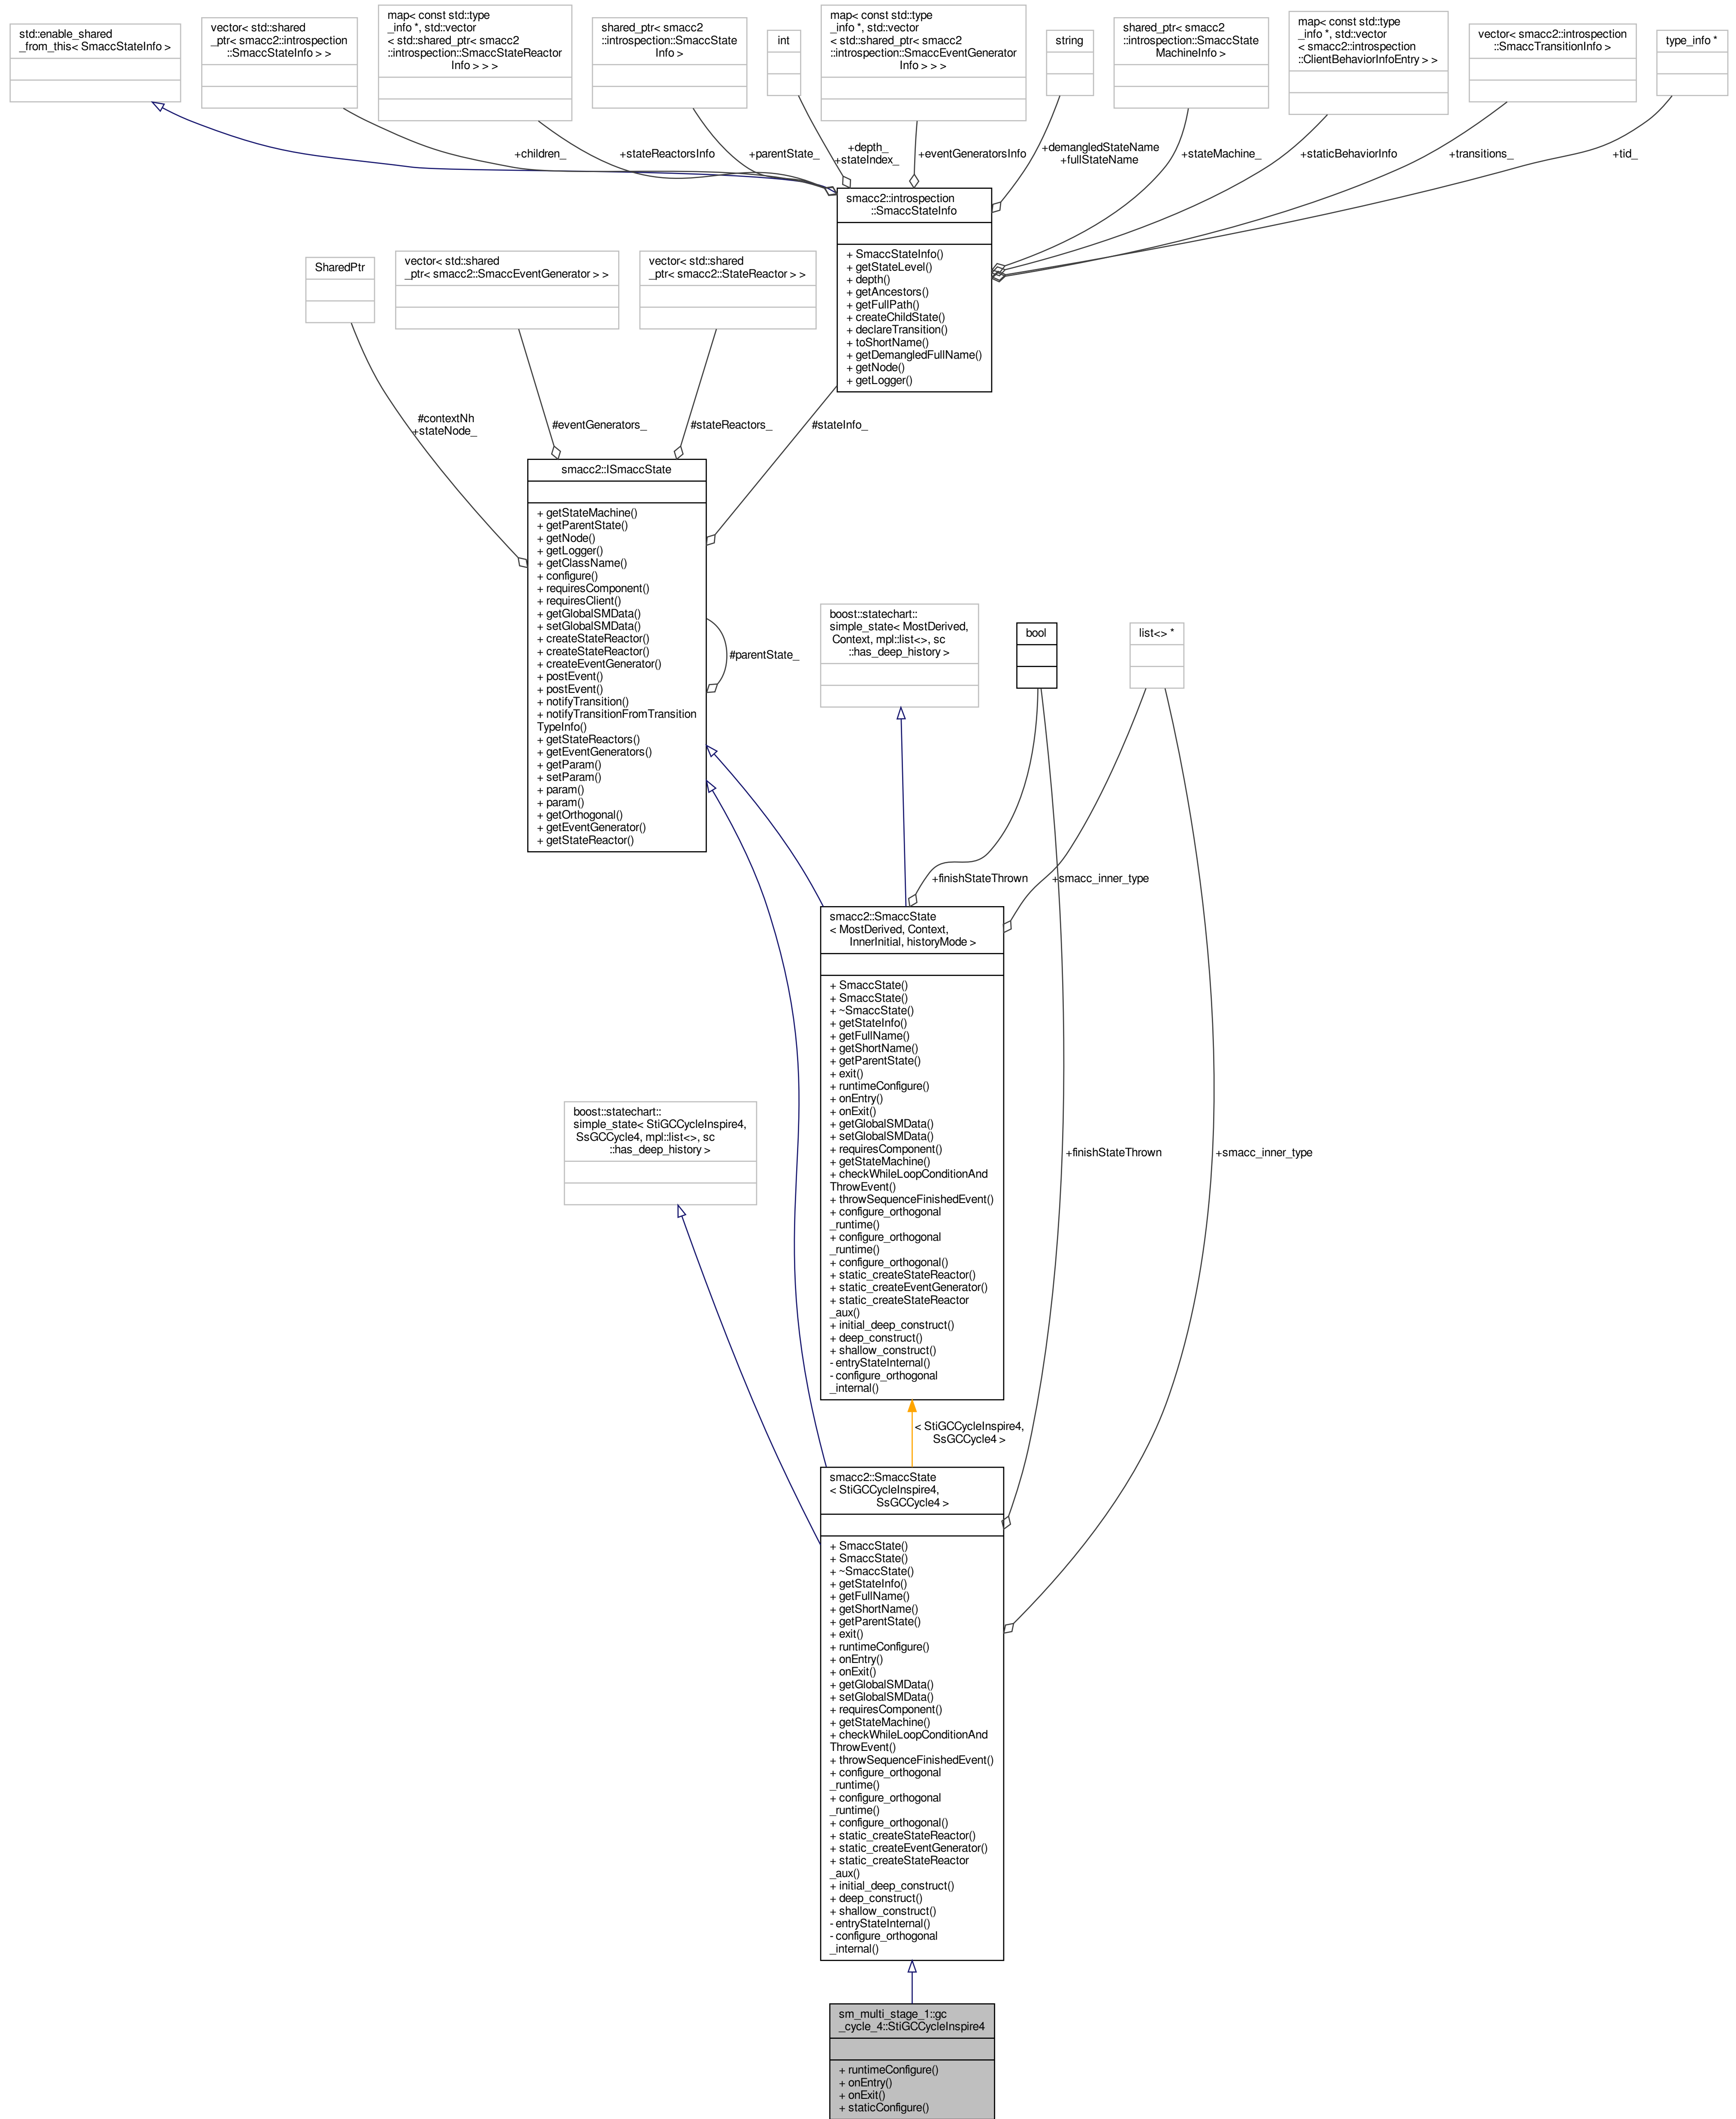 std::enable_shared
_from_this< SmaccStateInfo >
vector< std::shared
_ptr< smacc2::introspection
::SmaccStateInfo > >
map< const std::type
_info *, std::vector
< std::shared_ptr< smacc2
::introspection::SmaccStateReactor
Info > > >
shared_ptr< smacc2
::introspection::SmaccState
Info >
int
map< const std::type
_info *, std::vector
< std::shared_ptr< smacc2
::introspection::SmaccEventGenerator
Info > > >
string
shared_ptr< smacc2
::introspection::SmaccState
MachineInfo >
map< const std::type
_info *, std::vector
< smacc2::introspection
::ClientBehaviorInfoEntry > >
vector< smacc2::introspection
::SmaccTransitionInfo >
type_info *
+children_
+stateReactorsInfo
+parentState_
+depth_
+stateIndex_
+eventGeneratorsInfo
+demangledStateName
+fullStateName
+stateMachine_
+staticBehaviorInfo
+transitions_
+tid_
smacc2::introspection
::SmaccStateInfo
+ SmaccStateInfo()
+ getStateLevel()
+ depth()
+ getAncestors()
+ getFullPath()
+ createChildState()
+ declareTransition()
+ toShortName()
+ getDemangledFullName()
+ getNode()
+ getLogger()
SharedPtr
vector< std::shared
_ptr< smacc2::SmaccEventGenerator > >
vector< std::shared
_ptr< smacc2::StateReactor > >
#contextNh
+stateNode_
#eventGenerators_
#stateReactors_
#stateInfo_
smacc2::ISmaccState
+ getStateMachine()
+ getParentState()
+ getNode()
+ getLogger()
+ getClassName()
+ configure()
+ requiresComponent()
+ requiresClient()
+ getGlobalSMData()
+ setGlobalSMData()
+ createStateReactor()
+ createStateReactor()
+ createEventGenerator()
+ postEvent()
+ postEvent()
+ notifyTransition()
+ notifyTransitionFromTransition
TypeInfo()
+ getStateReactors()
+ getEventGenerators()
+ getParam()
+ setParam()
+ param()
+ param()
+ getOrthogonal()
+ getEventGenerator()
+ getStateReactor()
#parentState_
boost::statechart::
simple_state< MostDerived,
Context, mpl::list<>, sc
::has_deep_history >
bool
list<> *
+finishStateThrown
+smacc_inner_type
smacc2::SmaccState
< MostDerived, Context,
InnerInitial, historyMode >
+ SmaccState()
+ SmaccState()
+ ~SmaccState()
+ getStateInfo()
+ getFullName()
+ getShortName()
+ getParentState()
+ exit()
+ runtimeConfigure()
+ onEntry()
+ onExit()
+ getGlobalSMData()
+ setGlobalSMData()
+ requiresComponent()
+ getStateMachine()
+ checkWhileLoopConditionAnd
ThrowEvent()
+ throwSequenceFinishedEvent()
+ configure_orthogonal
_runtime()
+ configure_orthogonal
_runtime()
+ configure_orthogonal()
+ static_createStateReactor()
+ static_createEventGenerator()
+ static_createStateReactor
_aux()
+ initial_deep_construct()
+ deep_construct()
+ shallow_construct()
- entryStateInternal()
- configure_orthogonal
_internal()
boost::statechart::
simple_state< StiGCCycleInspire4,
SsGCCycle4, mpl::list<>, sc
::has_deep_history >
+finishStateThrown
+smacc_inner_type
< StiGCCycleInspire4,
SsGCCycle4 >
smacc2::SmaccState
< StiGCCycleInspire4,
SsGCCycle4 >
+ SmaccState()
+ SmaccState()
+ ~SmaccState()
+ getStateInfo()
+ getFullName()
+ getShortName()
+ getParentState()
+ exit()
+ runtimeConfigure()
+ onEntry()
+ onExit()
+ getGlobalSMData()
+ setGlobalSMData()
+ requiresComponent()
+ getStateMachine()
+ checkWhileLoopConditionAnd
ThrowEvent()
+ throwSequenceFinishedEvent()
+ configure_orthogonal
_runtime()
+ configure_orthogonal
_runtime()
+ configure_orthogonal()
+ static_createStateReactor()
+ static_createEventGenerator()
+ static_createStateReactor
_aux()
+ initial_deep_construct()
+ deep_construct()
+ shallow_construct()
- entryStateInternal()
- configure_orthogonal
_internal()
sm_multi_stage_1::gc
_cycle_4::StiGCCycleInspire4
+ runtimeConfigure()
+ onEntry()
+ onExit()
+ staticConfigure()